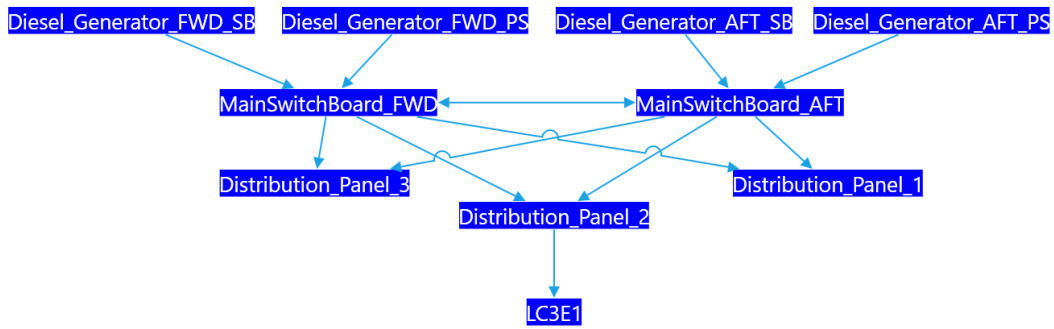 Diesel_Generator_FWD_SB
Diesel_Generator_FWD_PS
Diesel_Generator_AFT_SB
Diesel_Generator_AFT_PS
MainSwitchBoard_FWD
MainSwitchBoard_AFT
Distribution_Panel_3
Distribution_Panel_1
Distribution_Panel_2
LC3E1